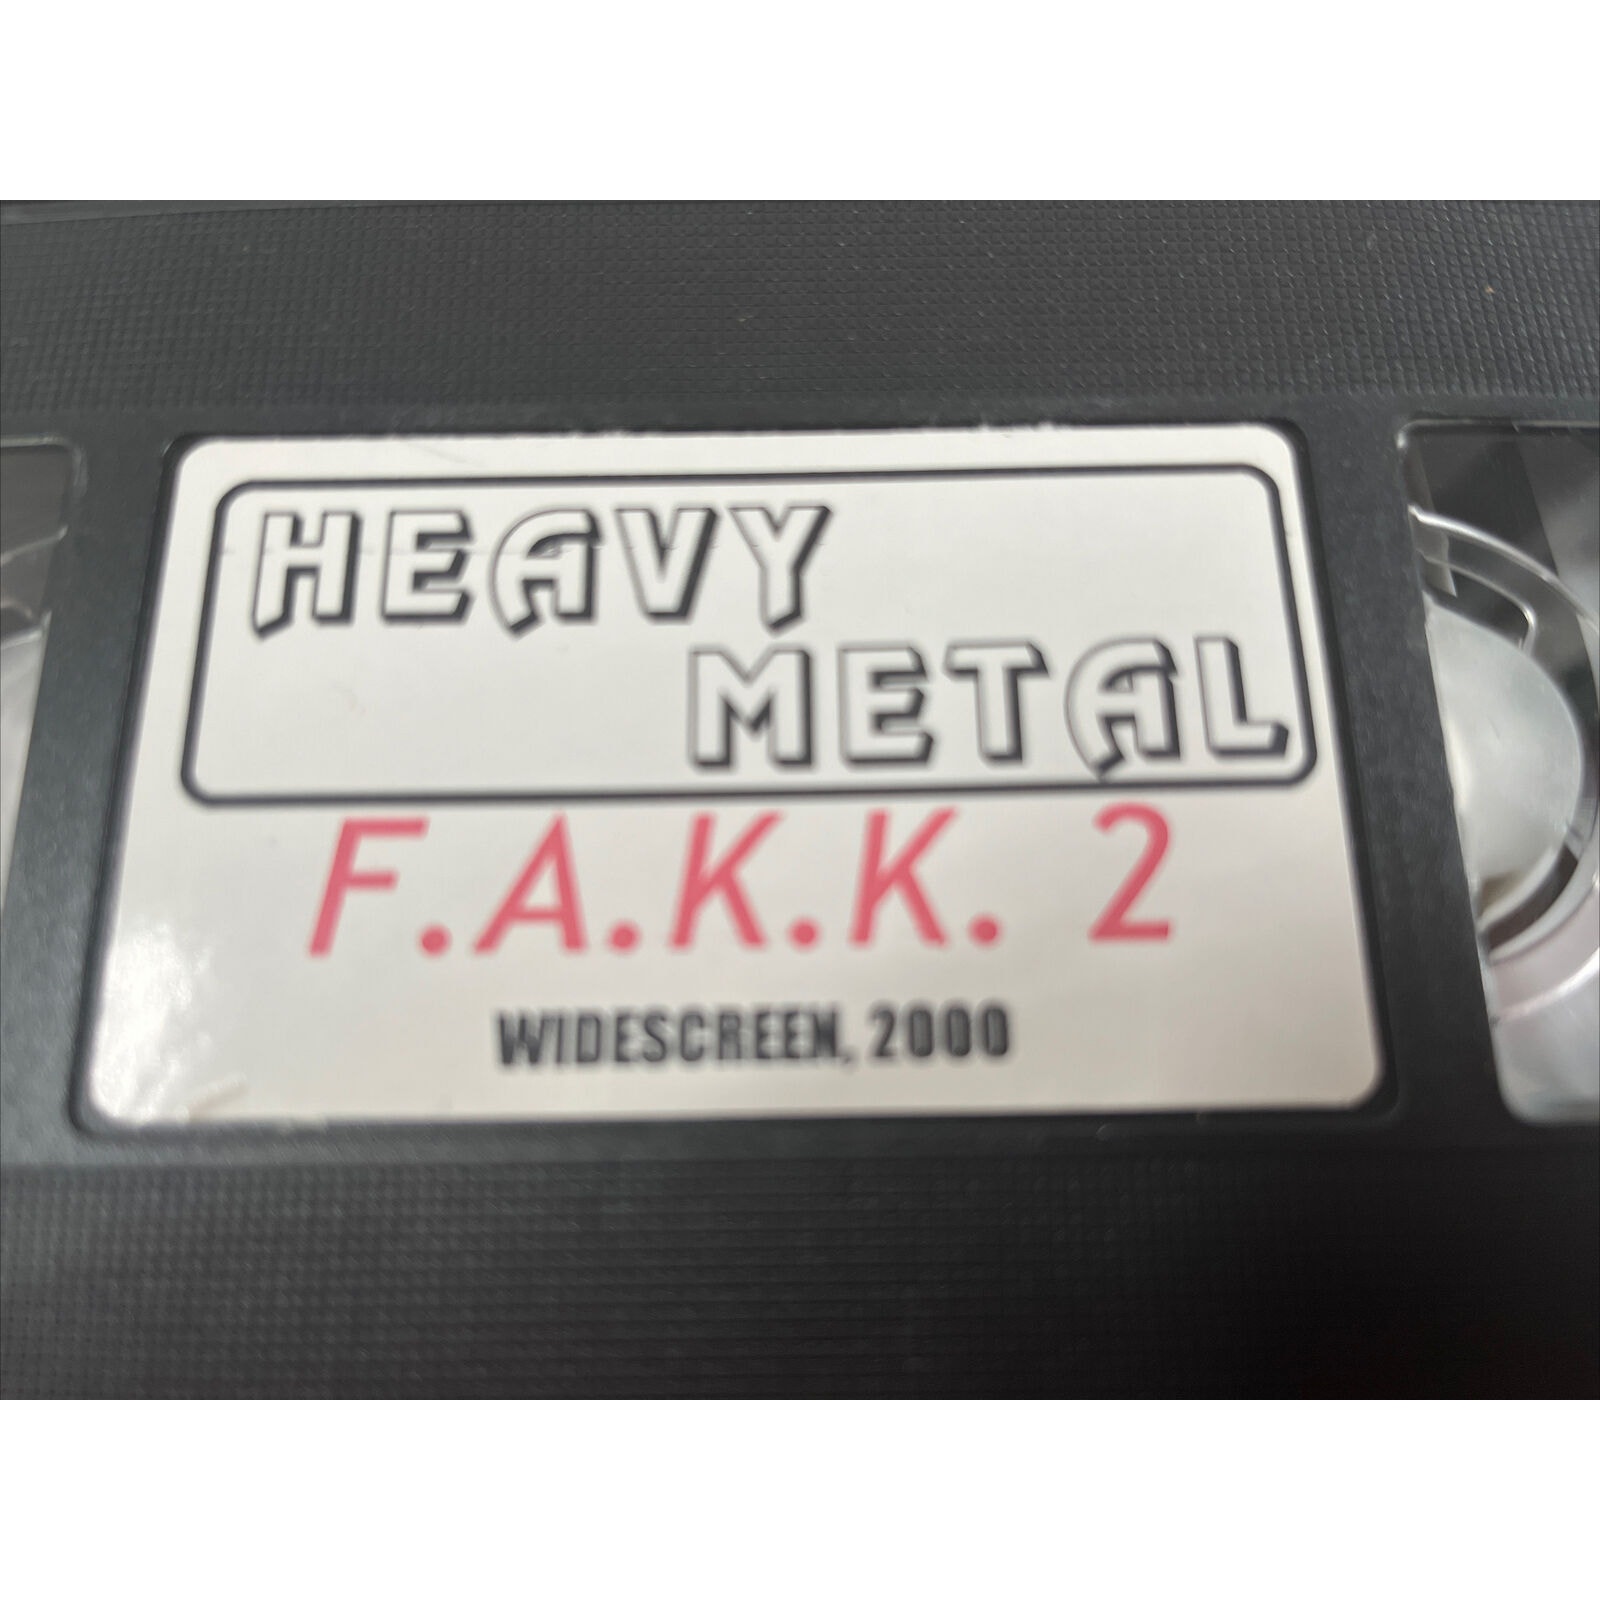 HEAVY
METAL
F.A.K.K. 2
WIDESCREEN, 2000